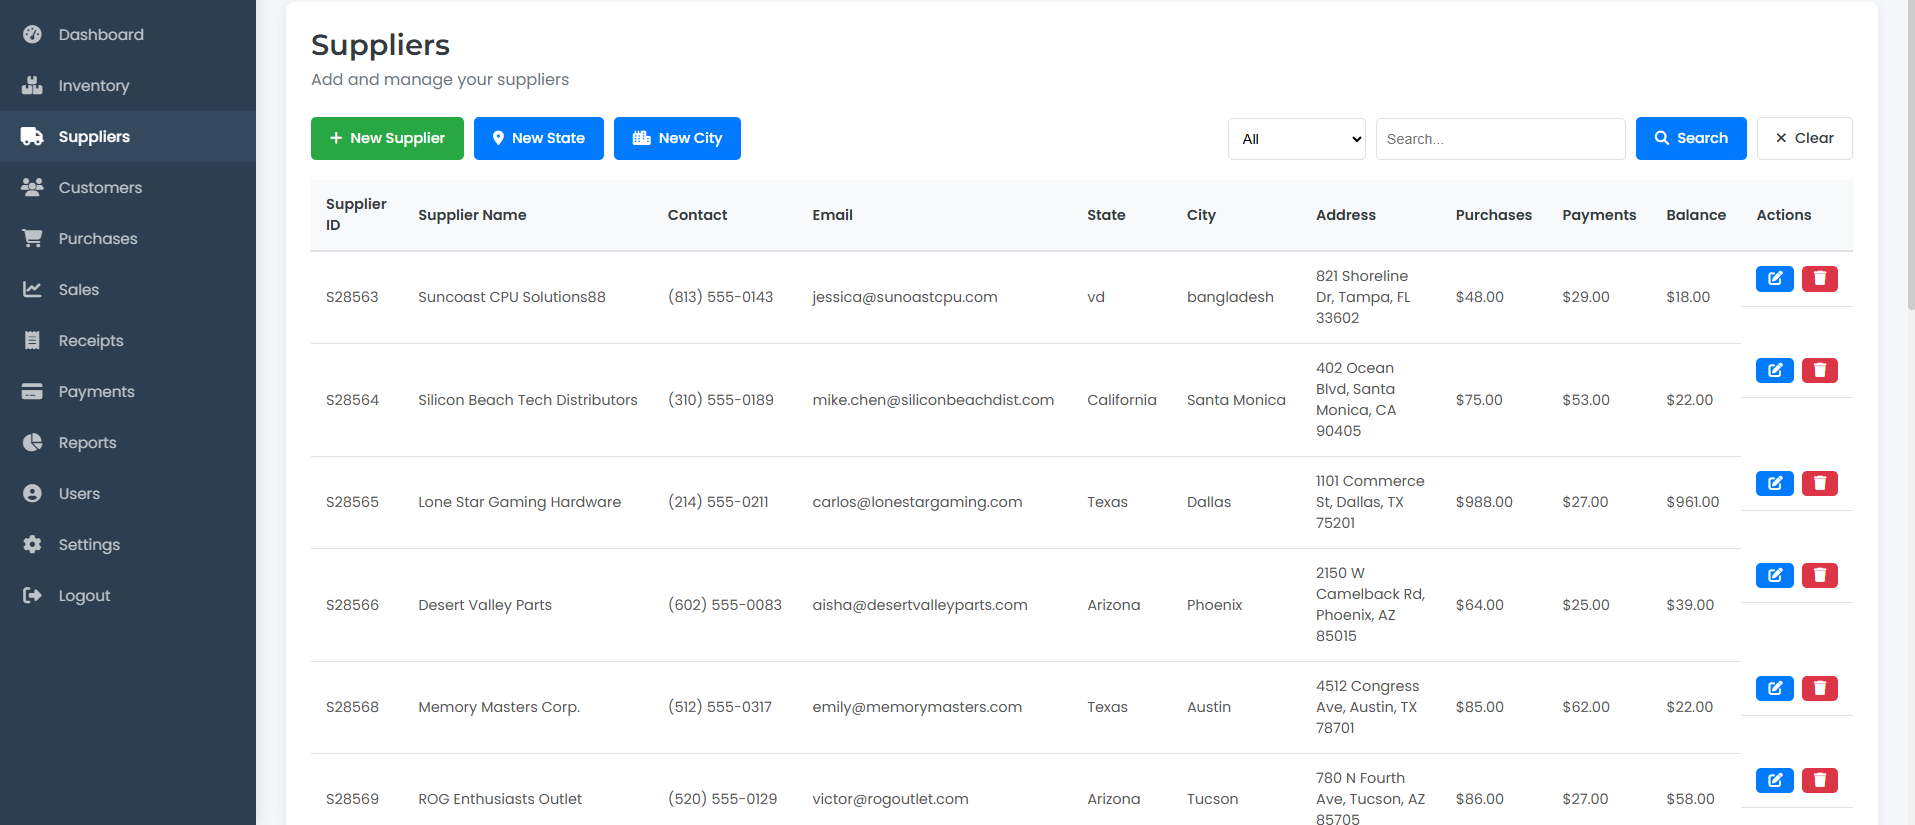 Dashboard
Inventory
Suppliers
Customers
Purchases
Sales
Receipts
Payments
Reports
Users
Settings
Logout
Suppliers
Add and manage your suppliers
New Supplier New State New City All Search... Search Clear
Supplier ID Supplier Name Contact Email State City Address Purchases Payments Balance Actions
S28563 Suncoast CPU Solutions88 (813) 555-0143 jessica@sunoastcpu.com vd bangladesh 821 Shoreline Dr, Tampa, FL 33602 $48.00 $29.00 $18.00
S28564 Silicon Beach Tech Distributors (310) 555-0189 mike.chen@siliconbeachdist.com California Santa Monica 402 Ocean Blvd, Santa Monica, CA 90405 $75.00 $53.00 $22.00
S28565 Lone Star Gaming Hardware (214) 555-0211 carlos@lonestargaming.com Texas Dallas 1101 Commerce St, Dallas, TX 75201 $988.00 $27.00 $961.00
S28566 Desert Valley Parts (602) 555-0083 aisha@desertvalleyparts.com Arizona Phoenix 2150 W Camelback Rd, Phoenix, AZ 85015 $64.00 $25.00 $39.00
S28568 Memory Masters Corp. (512) 555-0317 emily@memorymasters.com Texas Austin 4512 Congress Ave, Austin, TX 78701 $85.00 $62.00 $22.00
S28569 ROG Enthusiasts Outlet (520) 555-0129 victor@rogoutlet.com Arizona Tucson 780 N Fourth Ave, Tucson, AZ 85705 $86.00 $27.00 $58.00